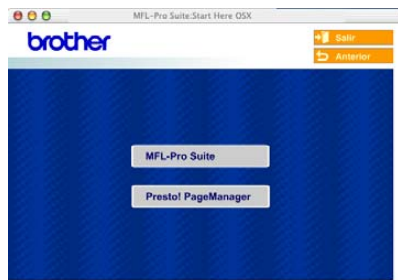 MFL-Pro Suite:Start Here OSX
brother
Salir
Anterior
MFL-Pro Suite
Presto! PageManager